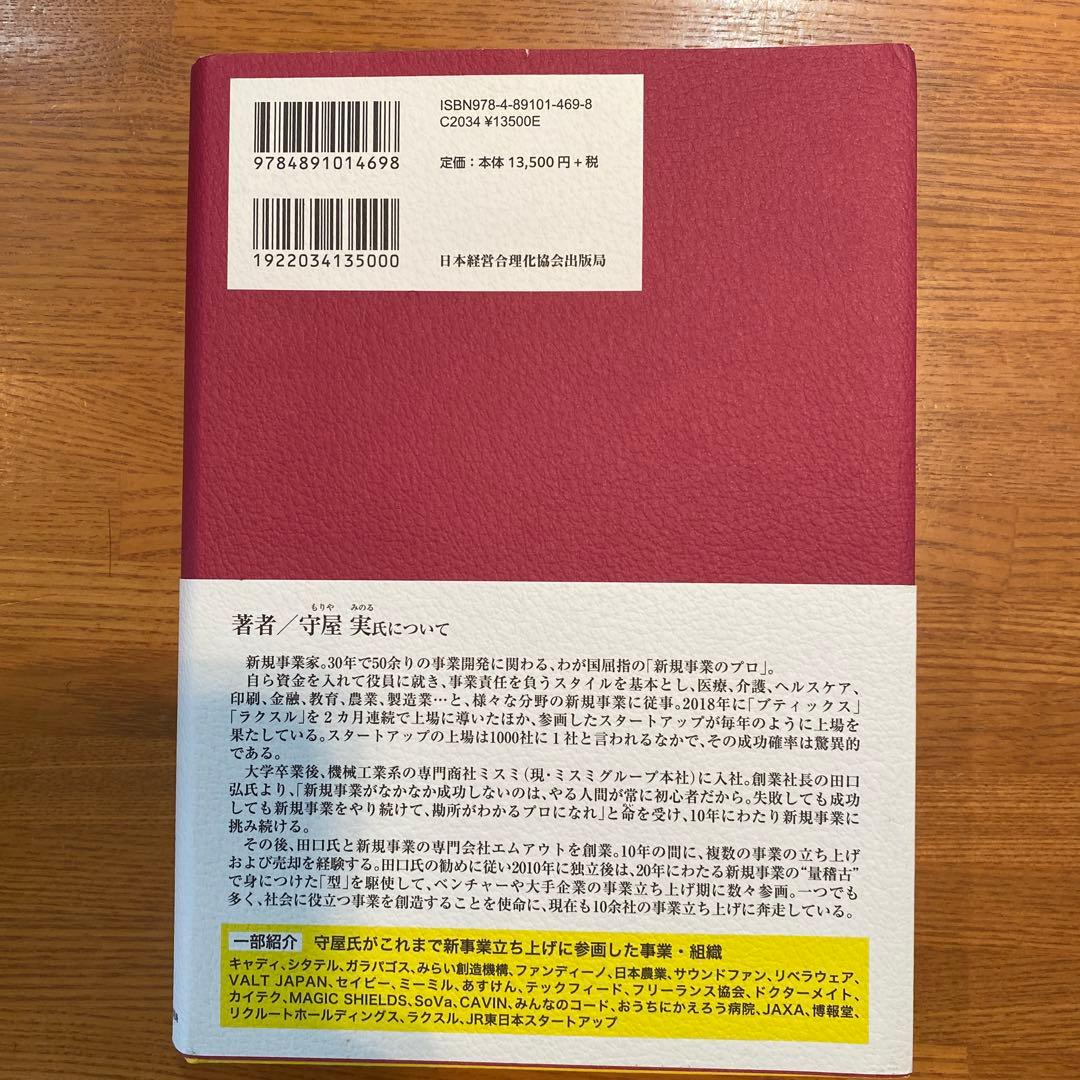 ISBN978-4-89101-469-8
C2034 ¥13500E
9784891014698
定価：本体 13,500 円＋税
1922034135000
日本経営合理化協会出版局
もりや みのる
著者／守屋 実氏について
新規事業家。30年で50余りの事業開発に関わる、わが国屈指の「新規事業のプロ」。
自ら資金を入れて役員に就き、事業責任を負うスタイルを基本とし、医療、介護、ヘルスケア、
印刷、金融、教育、農業、製造業…と、様々な分野の新規事業に従事。2018年に「ブティックス」
「ラクスル」を２カ月連続で上場に導いたほか、参画したスタートアップが毎年のように上場を
果たしている。スタートアップの上場は1000社に１社と言われるなかで、その成功確率は驚異的
である。
大学卒業後、機械工業系の専門商社ミスミ（現・ミスミグループ本社）に入社。創業社長の田口
弘氏より、「新規事業がなかなか成功しないのは、やる人間が常に初心者だから。失敗しても成功
しても新規事業をやり続けて、勘所がわかるプロになれ」と命を受け、10年にわたり新規事業に
挑み続ける。
その後、田口氏と新規事業の専門会社エムアウトを創業。10年の間に、複数の事業の立ち上げ
および売却を経験する。田口氏の勧めに従い2010年に独立後は、20年にわたる新規事業の“量稽古”
で身につけた「型」を駆使して、ベンチャーや大手企業の事業立ち上げ期に数々参画。一つでも
多く、社会に役立つ事業を創造することを使命に、現在も10余社の事業立ち上げに奔走している。
一部紹介 守屋氏がこれまで新事業立ち上げに参画した事業・組織
キャディ、シタテル、ガラパゴス、みらい創造機構、ファンディーノ、日本農業、サウンドファン、リベラウェア、
VALT JAPAN、セイビー、ミーミル、あすけん、テックフィード、フリーランス協会、ドクターメイト、
カイテク、MAGIC SHIELDS、SoVa、CAVIN、みんなのコード、おうちにかえろう病院、JAXA、博報堂、
リクルートホールディングス、ラクスル、JR東日本スタートアップ